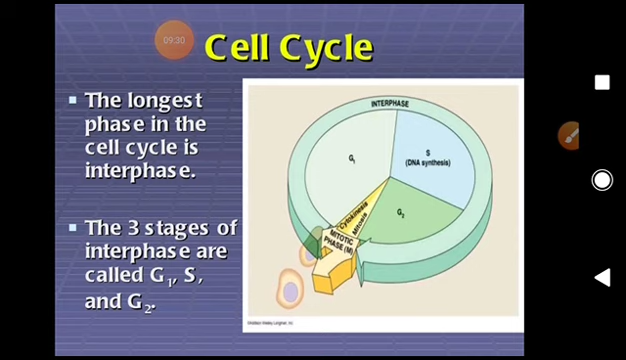 09:30
Cell Cycle
The longest
phase in the
cell cycle is
interphase.
The 3 stages of
interphase are
called G₁, S,
and G₂.
INTERPHASE
G₁
S
(DNA synthesis)
G₂
Cytokinesis
Mitosis
MITOTIC
PHASE (M)